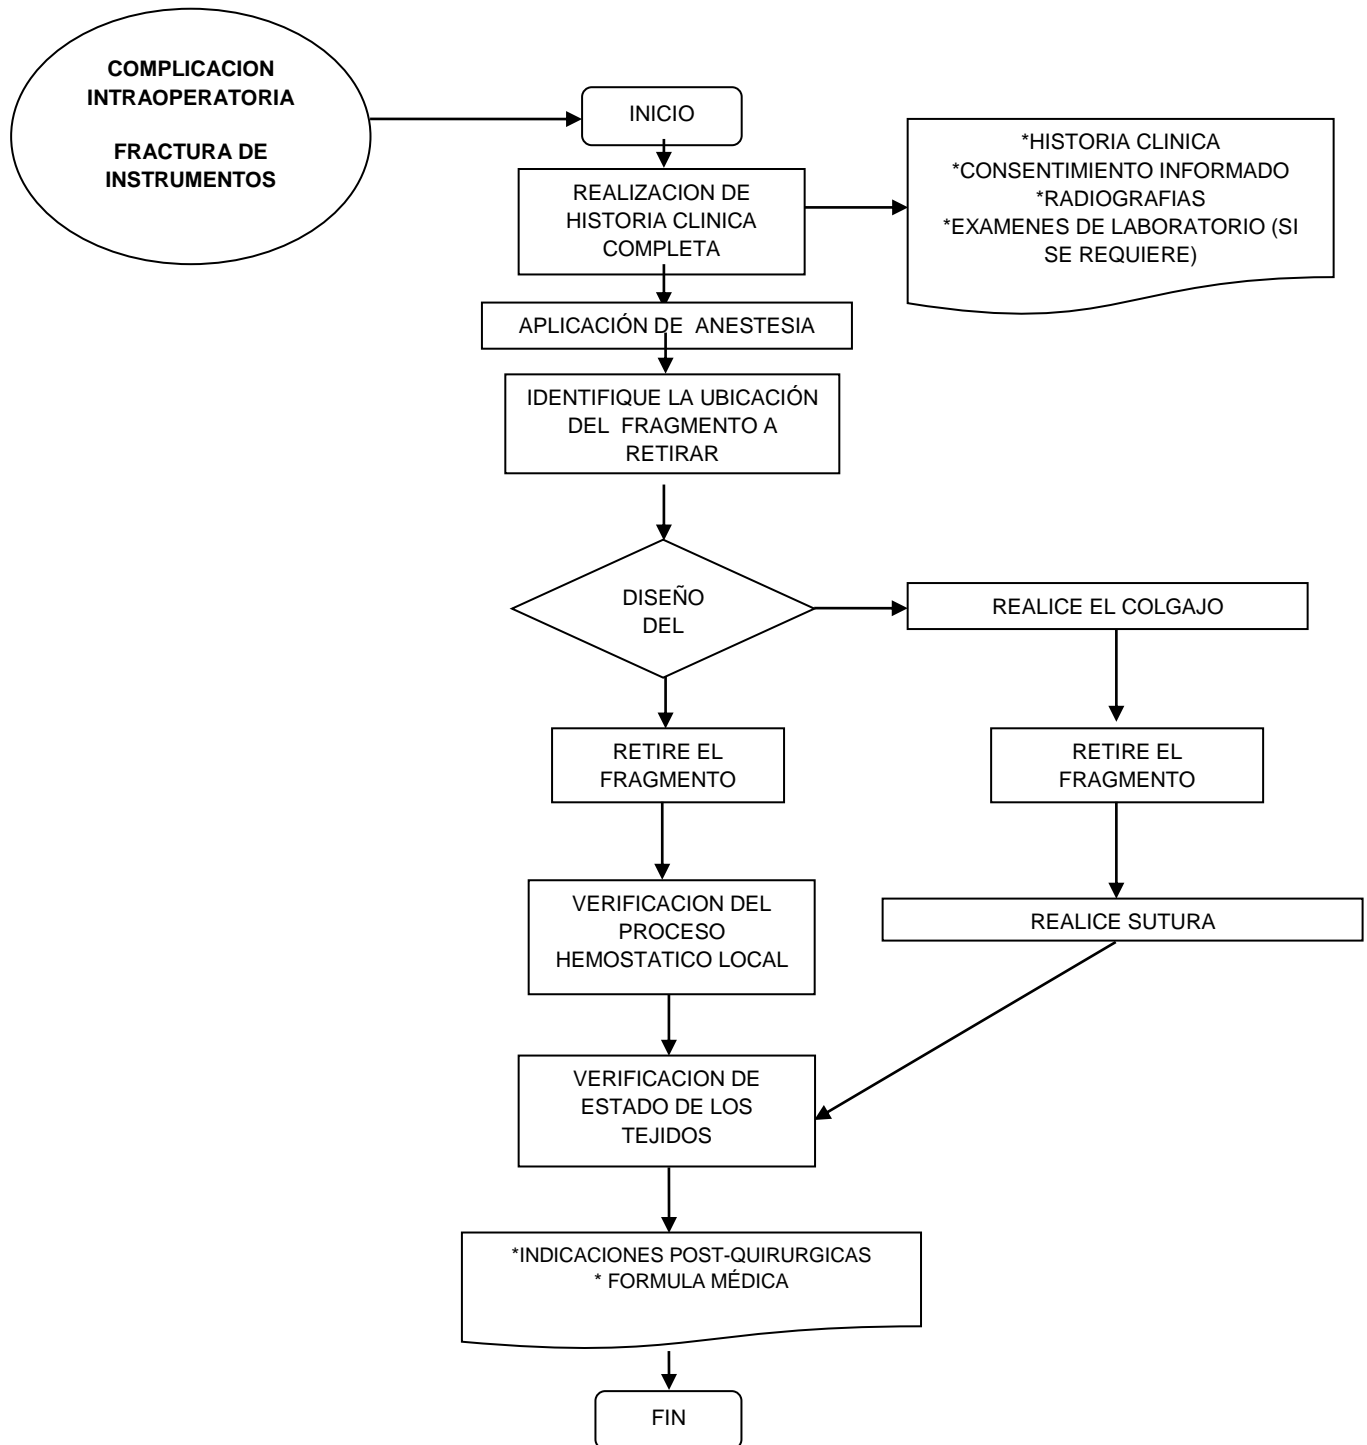 COMPLICACION
INTRAOPERATORIA
FRACTURA DE
INSTRUMENTOS
INICIO
REALIZACION DE
HISTORIA CLINICA
COMPLETA
*HISTORIA CLINICA
*CONSENTIMIENTO INFORMADO
*RADIOGRAFIAS
*EXAMENES DE LABORATORIO (SI
SE REQUIERE)
APLICACIÓN DE  ANESTESIA
IDENTIFIQUE LA UBICACIÓN
DEL  FRAGMENTO A
RETIRAR
DISEÑO
DEL
REALICE EL COLGAJO
RETIRE EL
FRAGMENTO
RETIRE EL
FRAGMENTO
VERIFICACION DEL
PROCESO
HEMOSTATICO LOCAL
REALICE SUTURA
VERIFICACION DE
ESTADO DE LOS
TEJIDOS
*INDICACIONES POST-QUIRURGICAS
* FORMULA MÉDICA
FIN